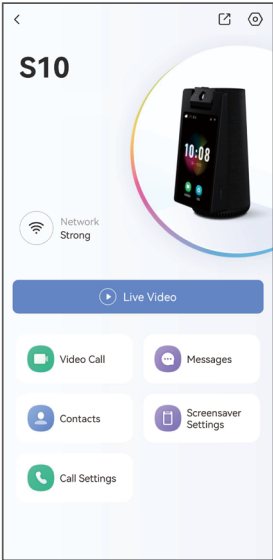 S10
10:08
Network
Strong
Live Video
Video Call
Messages
Contacts
Screensaver
Settings
Call Settings